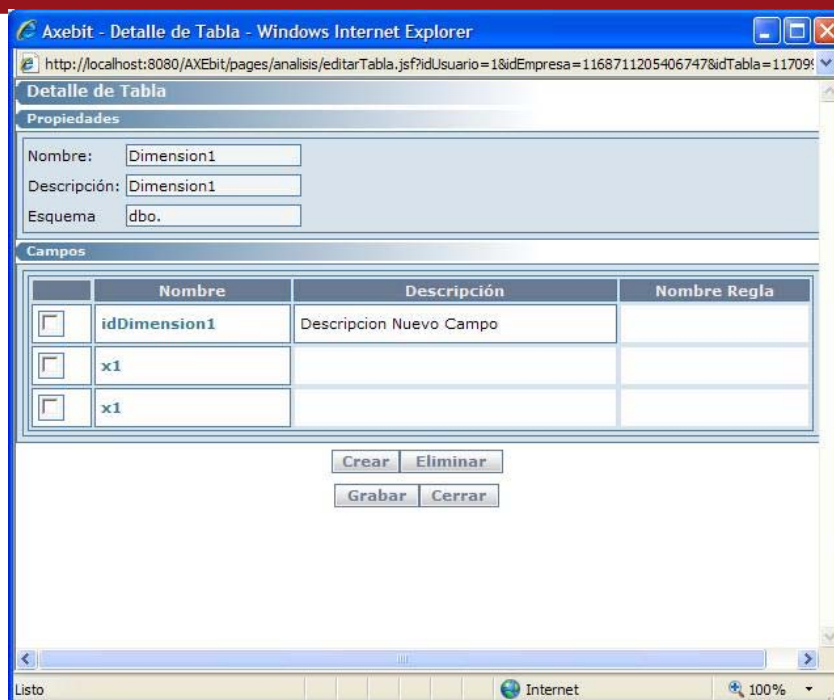 Axebit - Detalle de Tabla - Windows Internet Explorer
http://localhost:8080/AXEbit/pages/analisis/editarTabla.jsf?idUsuario=1&idEmpresa=1168711205406747&idTabla=117099
Detalle de Tabla
Propiedades
Nombre: Dimension1
Descripción: Dimension1
Esquema dbo.
Campos
Nombre Descripción Nombre Regla
idDimension1 Descripcion Nuevo Campo
x1
x1
Crear Eliminar
Grabar Cerrar
Listo Internet 100%